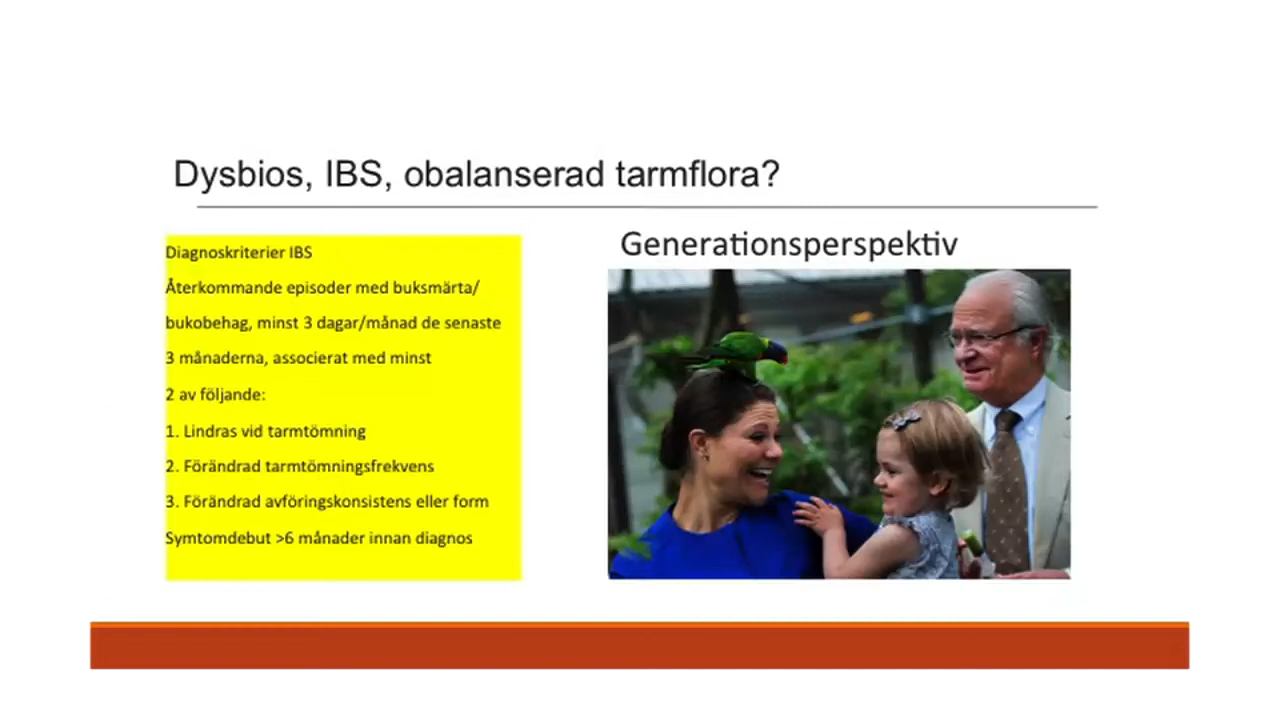 Dysbios, IBS, obalanserad tarmflora?
Diagnoskriterier IBS
Återkommande episoder med buksmärta/
bukobehag, minst 3 dagar/månad de senaste
3 månaderna, associerat med minst
2 av följande:
1. Lindras vid tarmtömning
2. Förändrad tarmtömningsfrekvens
3. Förändrad avföringskonsistens eller form
Symtomdebut >6 månader innan diagnos
Generationsperspektiv